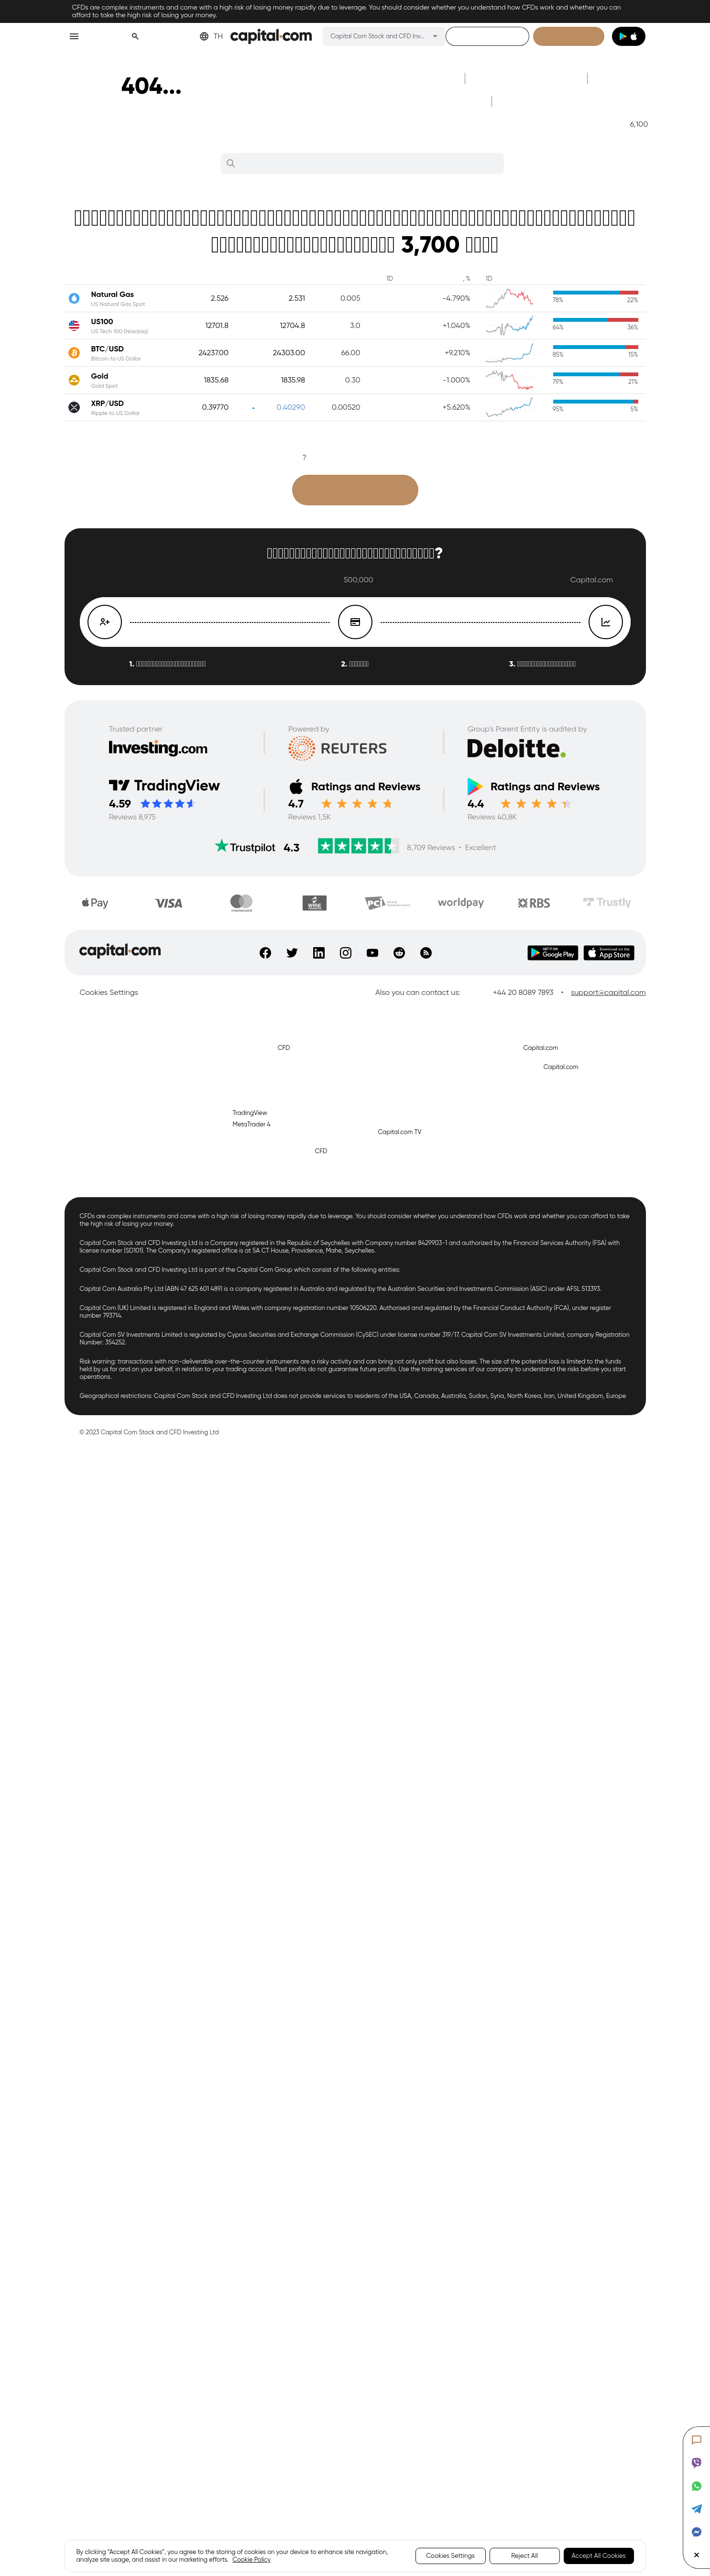 CFDs are complex instruments and come with a high risk of losing money rapidly due to leverage. You should consider whether you understand how CFDs work and whether you can
afford to take the high risk of losing your money.
TH
capital.com
Capital Com Stock and CFD Inv...
404...
6,100
3,700
1D , % 1D
Natural Gas 2.526 2.531 0.005 -4.790% 78% 22%
US Natural Gas Spot
US100 12701.8 12704.8 3.0 +1.040% 64% 36%
US Tech 100 (Nasdaq)
BTC/USD 24237.00 24303.00 66.00 +9.210% 85% 15%
Bitcoin to US Dollar
Gold 1835.68 1835.98 0.30 -1.000% 79% 21%
Gold Spot
XRP/USD 0.39770 - 0.40290 0.00520 +5.620% 95% 5%
Ripple to US Dollar
?
?
500,000 Capital.com
1.
2.
3.
Trusted partner
Investing.com
Powered by
REUTERS
Group's Parent Entity is audited by
Deloitte.
TradingView
4.59
Reviews 8,975
Ratings and Reviews
4.7
Reviews 1,5K
Ratings and Reviews
4.4
Reviews 40,8K
Trustpilot 4.3 8,709 Reviews • Excellent
Pay VISA mastercard WIRE PCI worldpay RBS Trustly
capital.com
GET IT ON
Google Play
Download on the
App Store
Cookies Settings
Also you can contact us: +44 20 8089 7893 • support@capital.com
CFD
Capital.com
Capital.com
TradingView
MetaTrader 4
Capital.com TV
CFD
CFDs are complex instruments and come with a high risk of losing money rapidly due to leverage. You should consider whether you understand how CFDs work and whether you can afford to take
the high risk of losing your money.
Capital Com Stock and CFD Investing Ltd is a Company registered in the Republic of Seychelles with Company number 8429903-1 and authorized by the Financial Services Authority (FSA) with
license number (SD101). The Company's registered office is at 5A CT House, Providence, Mahe, Seychelles.
Capital Com Stock and CFD Investing Ltd is part of the Capital Com Group which consist of the following entities:
Capital Com Australia Pty Ltd (ABN 47 625 601 489) is a company registered in Australia and regulated by the Australian Securities and Investments Commission (ASIC) under AFSL 513393.
Capital Com (UK) Limited is registered in England and Wales with company registration number 10506220. Authorised and regulated by the Financial Conduct Authority (FCA), under register
number 793714.
Capital Com SV Investments Limited is regulated by Cyprus Securities and Exchange Commission (CySEC) under license number 319/17. Capital Com SV Investments Limited, company Registration
Number: 354252.
Risk warning: transactions with non-deliverable over-the-counter instruments are a risky activity and can bring not only profit but also losses. The size of the potential loss is limited to the funds
held by us for and on your behalf, in relation to your trading account. Past profits do not guarantee future profits. Use the training services of our company to understand the risks before you start
operations.
Geographical restrictions: Capital Com Stock and CFD Investing Ltd does not provide services to residents of the USA, Canada, Australia, Sudan, Syria, North Korea, Iran, United Kingdom, Europe
© 2023 Capital Com Stock and CFD Investing Ltd
By clicking "Accept All Cookies", you agree to the storing of cookies on your device to enhance site navigation,
analyze site usage, and assist in our marketing efforts. Cookie Policy
Cookies Settings
Reject All
Accept All Cookies